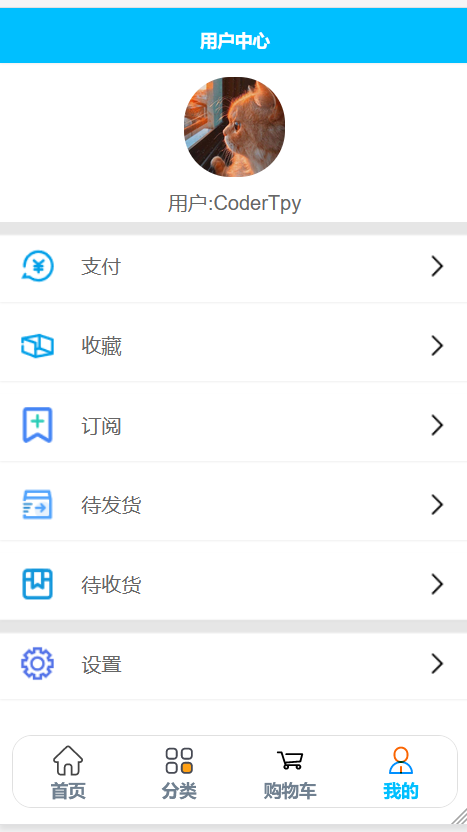 用户中心
用户:CoderTpy
支付
收藏
订阅
待发货
待收货
设置
首页 分类 购物车 我的